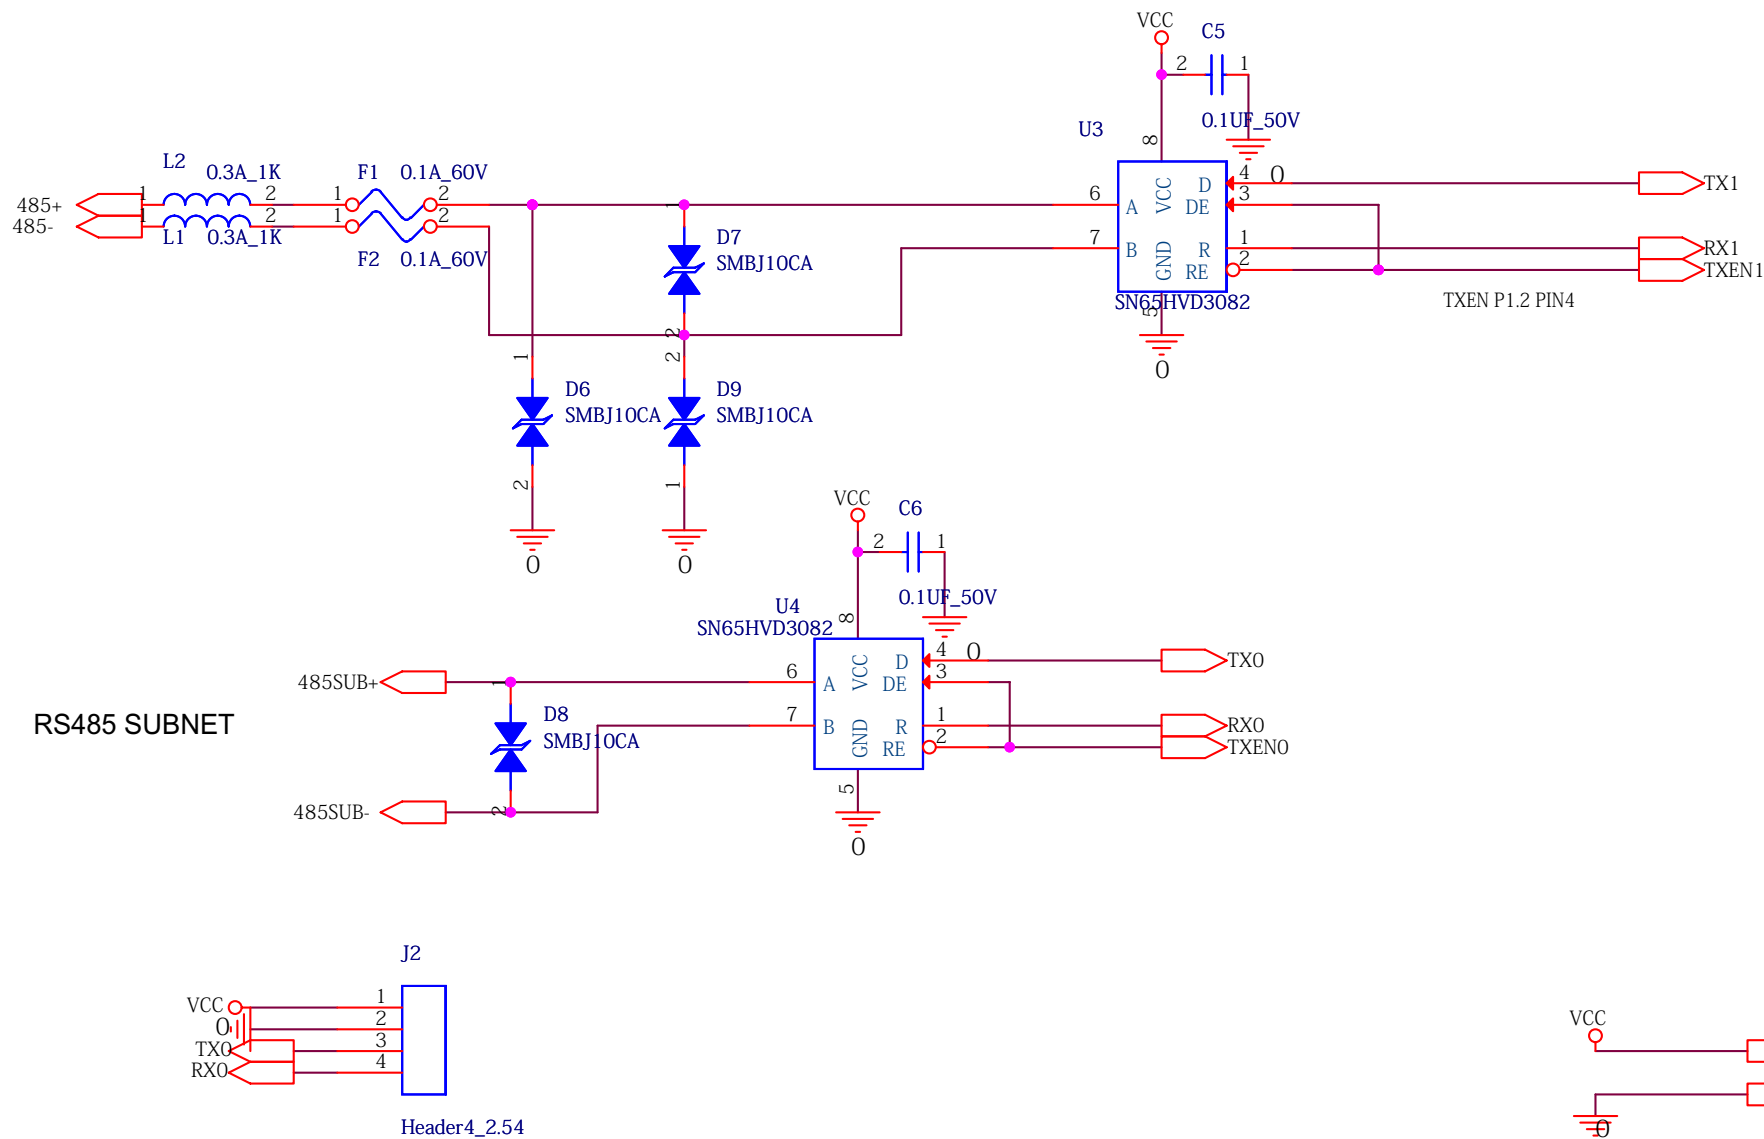 VCC
C5
2 1
0.1UF_50V
U3
8
L2 0.3A_1K F1 0.1A_60V
485+ 1 2 1 2
485- 1 2 1 2
L1 0.3A_1K
F2 0.1A_60V
6 A VCC D 4 0 TX1
DE 3
7 B GND R 1 RX1
RE 2 TXEN1
SN65HVD3082
5
0
TXEN P1.2 PIN4
1
D7
SMBJ10CA
2
1 2
D6
SMBJ10CA
D9
SMBJ10CA
2 1
0 0
VCC
C6
2 1
0.1UF_50V
U4
SN65HVD3082
8
485SUB+ 1 6 A VCC D 4 0 TX0
DE 3
RS485 SUBNET
D8
SMBJ10CA
7 B GND R 1 RX0
RE 2 TXEN0
485SUB- 2
5
0
J2
VCC 1
0 2
TX0 3
RX0 4
Header4_2.54
VCC
0